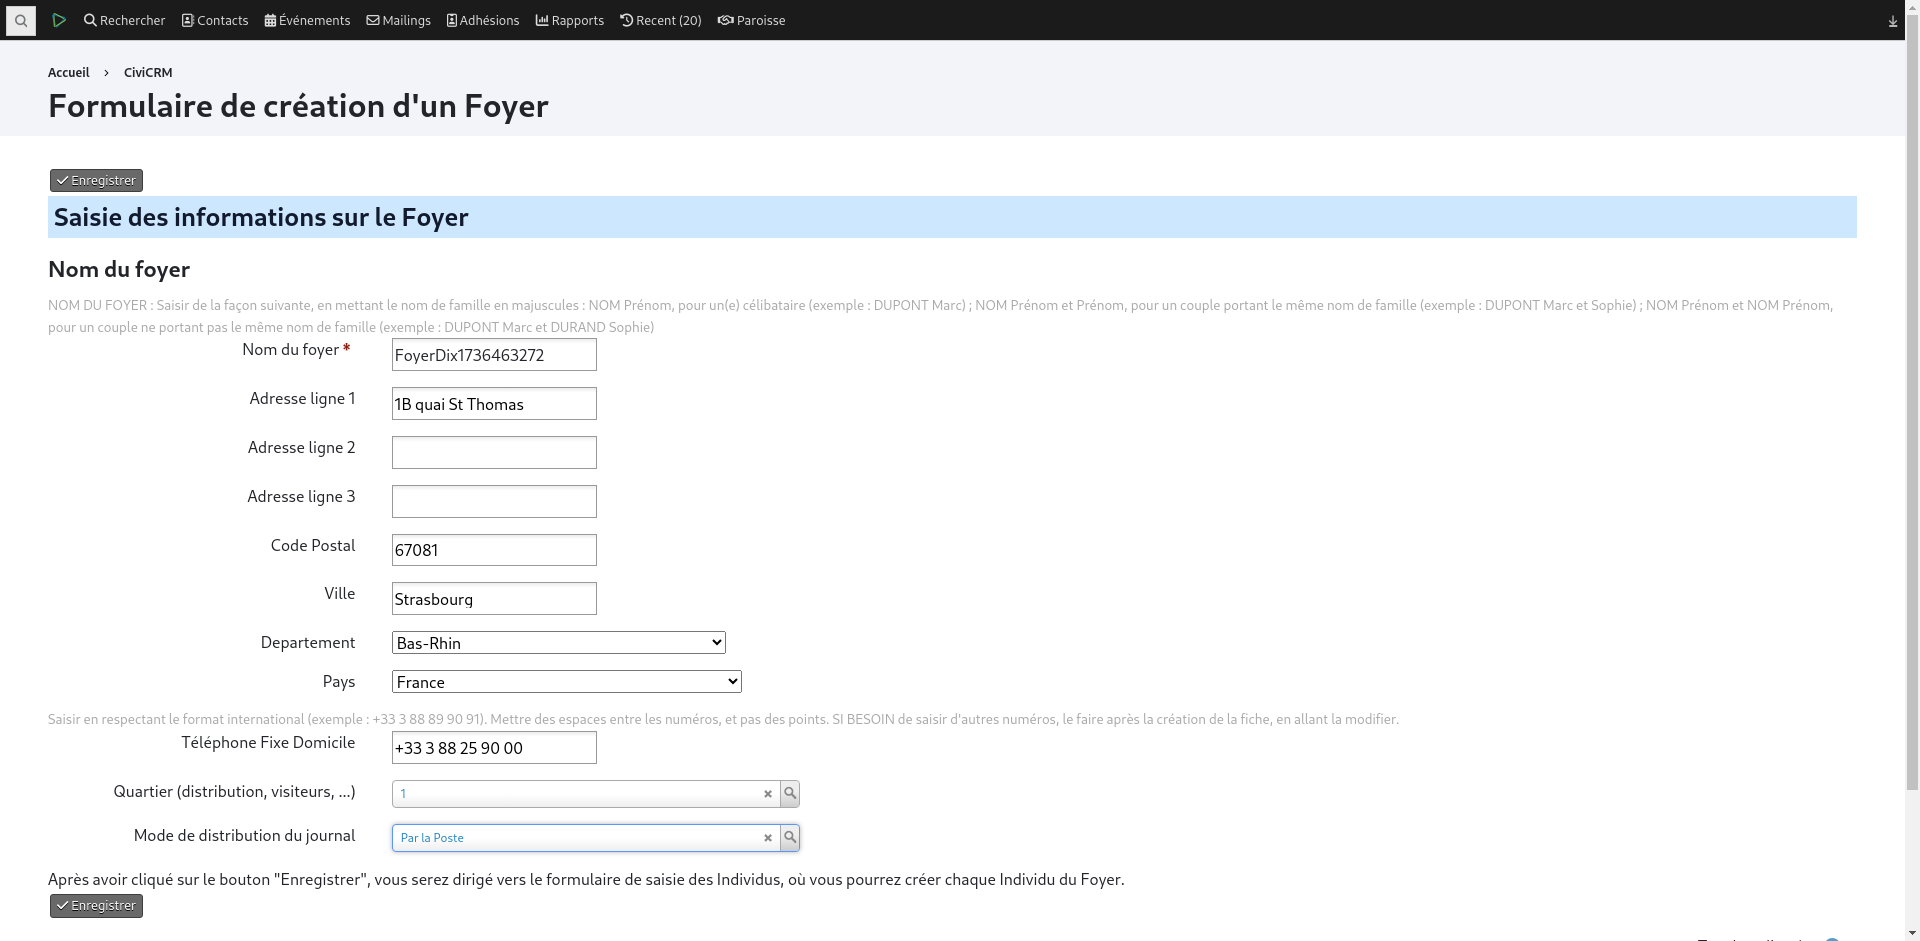 Rechercher Contacts Événements Mailings Adhésions Rapports Recent (20) Paroisse
Accueil > CiviCRM
Formulaire de création d'un Foyer
Enregistrer
Saisie des informations sur le Foyer
Nom du foyer
NOM DU FOYER : Saisir de la façon suivante, en mettant le nom de famille en majuscules : NOM Prénom, pour un(e) célibataire (exemple : DUPONT Marc) ; NOM Prénom et Prénom, pour un couple portant le même nom de famille (exemple : DUPONT Marc et Sophie) ; NOM Prénom et NOM Prénom,
pour un couple ne portant pas le même nom de famille (exemple : DUPONT Marc et DURAND Sophie)
Nom du foyer * FoyerDix1736463272
Adresse ligne 1 1B quai St Thomas
Adresse ligne 2
Adresse ligne 3
Code Postal 67081
Ville Strasbourg
Departement Bas-Rhin
Pays France
Saisir en respectant le format international (exemple : +33 3 88 89 90 91). Mettre des espaces entre les numéros, et pas des points. SI BESOIN de saisir d'autres numéros, le faire après la création de la fiche, en allant la modifier.
Téléphone Fixe Domicile +33 3 88 25 90 00
Quartier (distribution, visiteurs, ...) 1
Mode de distribution du journal Par la Poste
Après avoir cliqué sur le bouton "Enregistrer", vous serez dirigé vers le formulaire de saisie des Individus, où vous pourrez créer chaque Individu du Foyer.
Enregistrer